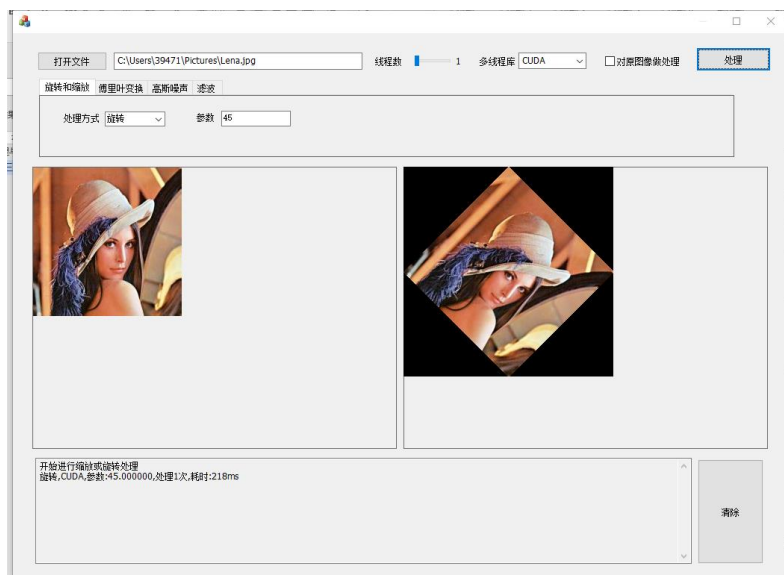 打开文件 C:\Users\39471\Pictures\Lena.jpg 线程数 1 多线程库 CUDA 对原图像做处理 处理
旋转和缩放 傅里叶变换 高斯噪声 滤波
处理方式 旋转 参数 45
开始进行缩放或旋转处理
旋转,CUDA,参数:45.000000,处理1次,耗时:218ms
清除